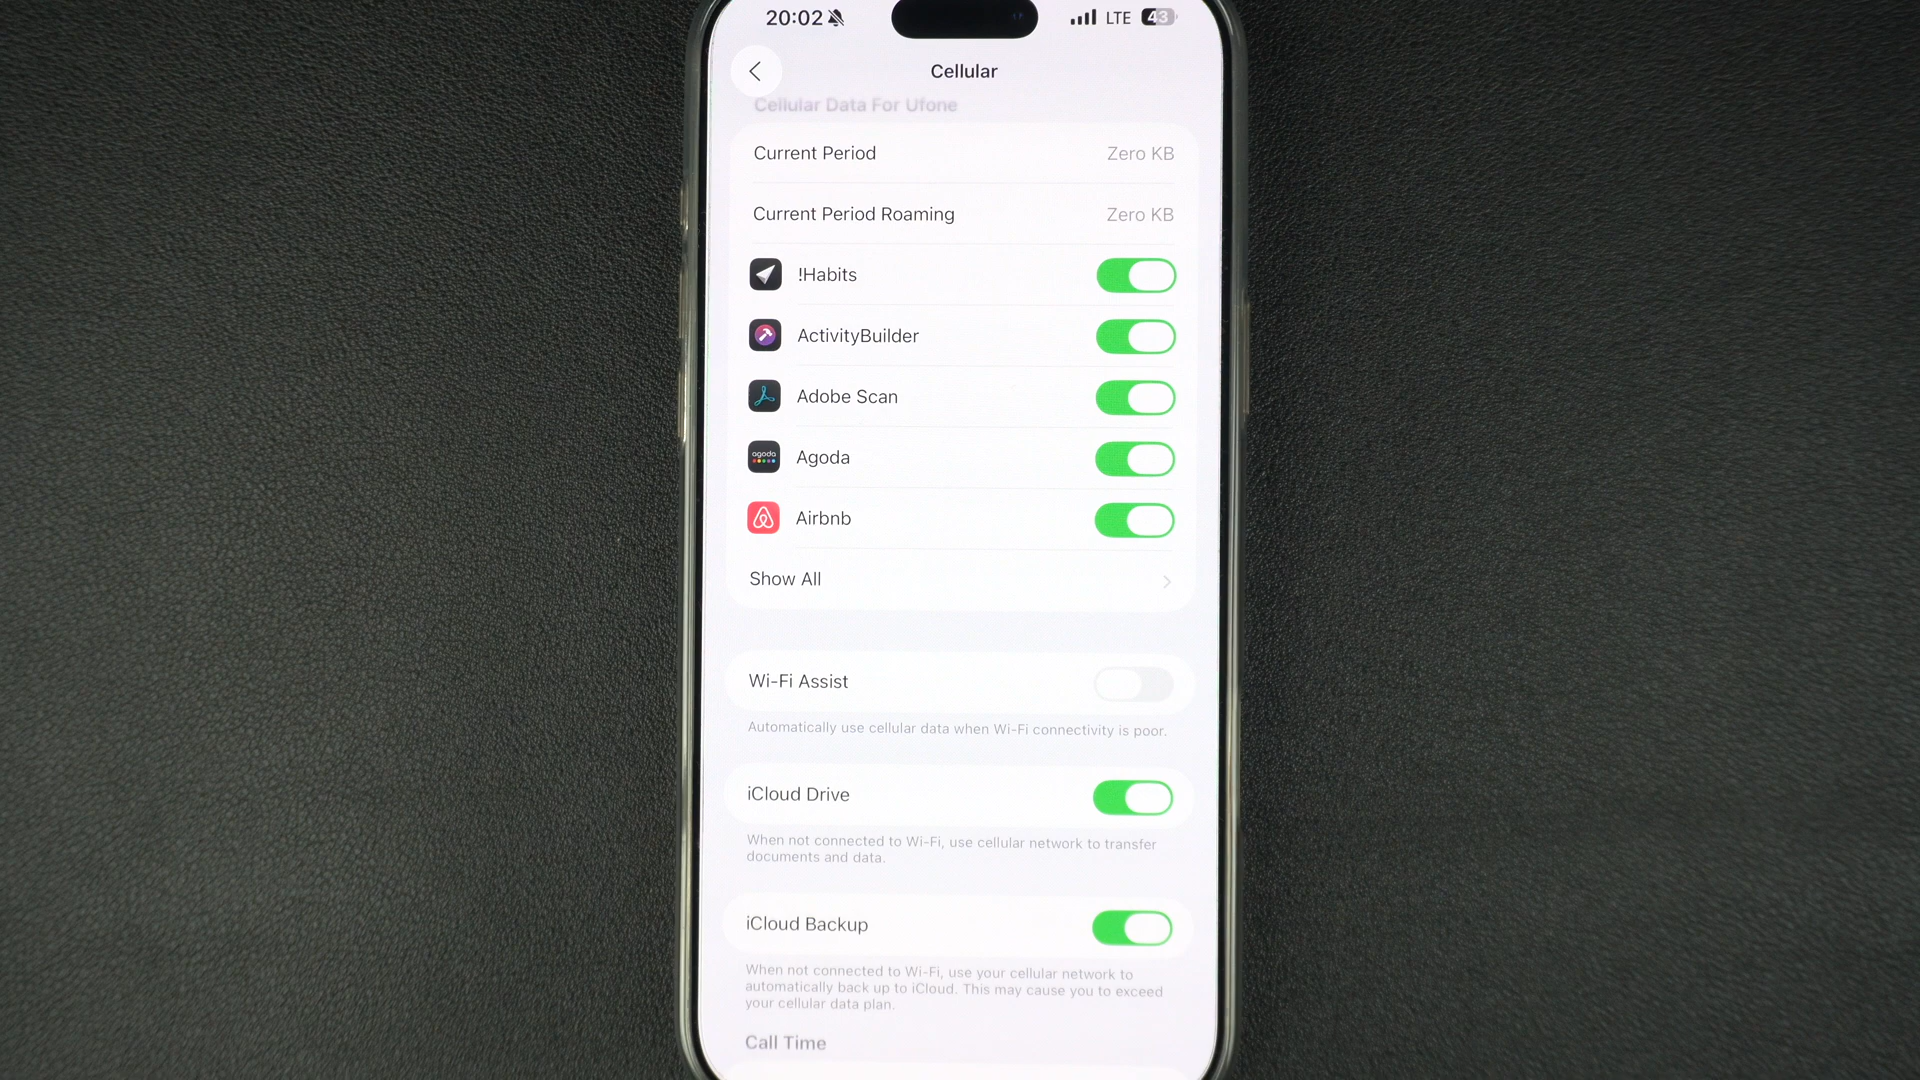 20:02 LTE 43
Cellular
Cellular Data For Ufone
Current Period Zero KB
Current Period Roaming Zero KB
!Habits
ActivityBuilder
Adobe Scan
agoda Agoda
Airbnb
Show All
Wi-Fi Assist
Automatically use cellular data when Wi-Fi connectivity is poor.
iCloud Drive
When not connected to Wi-Fi, use cellular network to transfer
documents and data.
iCloud Backup
When not connected to Wi-Fi, use your cellular network to
automatically back up to iCloud. This may cause you to exceed
your cellular data plan.
Call Time